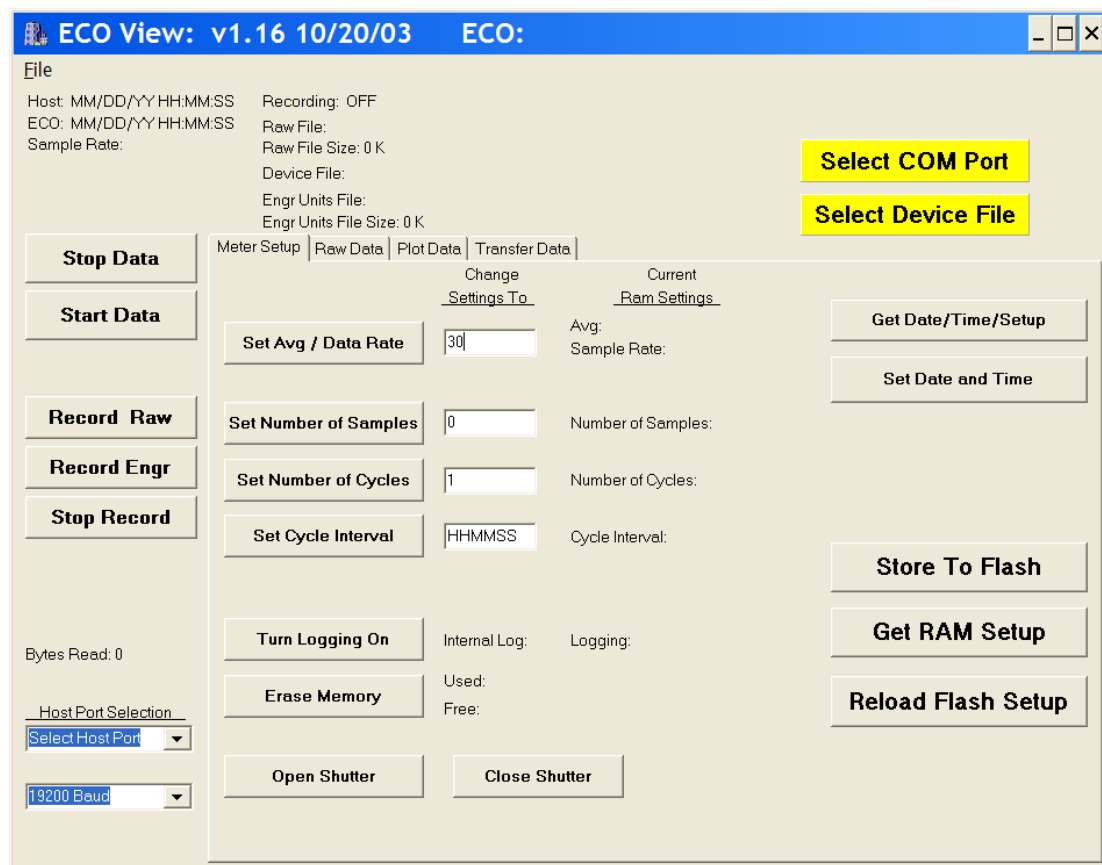 ECO View: v1.16 10/20/03 ECO:
File
Host: MM/DD/YY HH:MM:SS
ECO: MM/DD/YY HH:MM:SS
Sample Rate:
Recording: OFF
Raw File:
Raw File Size: 0 K
Device File:
Engr Units File:
Engr Units File Size: 0 K
Select COM Port
Select Device File
Stop Data
Start Data
Record Raw
Record Engr
Stop Record
Bytes Read: 0
Host Port Selection
Select Host Port
19200 Baud
Meter Setup Raw Data Plot Data Transfer Data
Change
Settings To
Current
Ram Settings
Set Avg / Data Rate 30 Avg:
Sample Rate:
Set Number of Samples 0 Number of Samples:
Set Number of Cycles 1 Number of Cycles:
Set Cycle Interval HHMMSS Cycle Interval:
Turn Logging On Internal Log: Logging:
Erase Memory Used:
Free:
Open Shutter Close Shutter
Get Date/Time/Setup
Set Date and Time
Store To Flash
Get RAM Setup
Reload Flash Setup